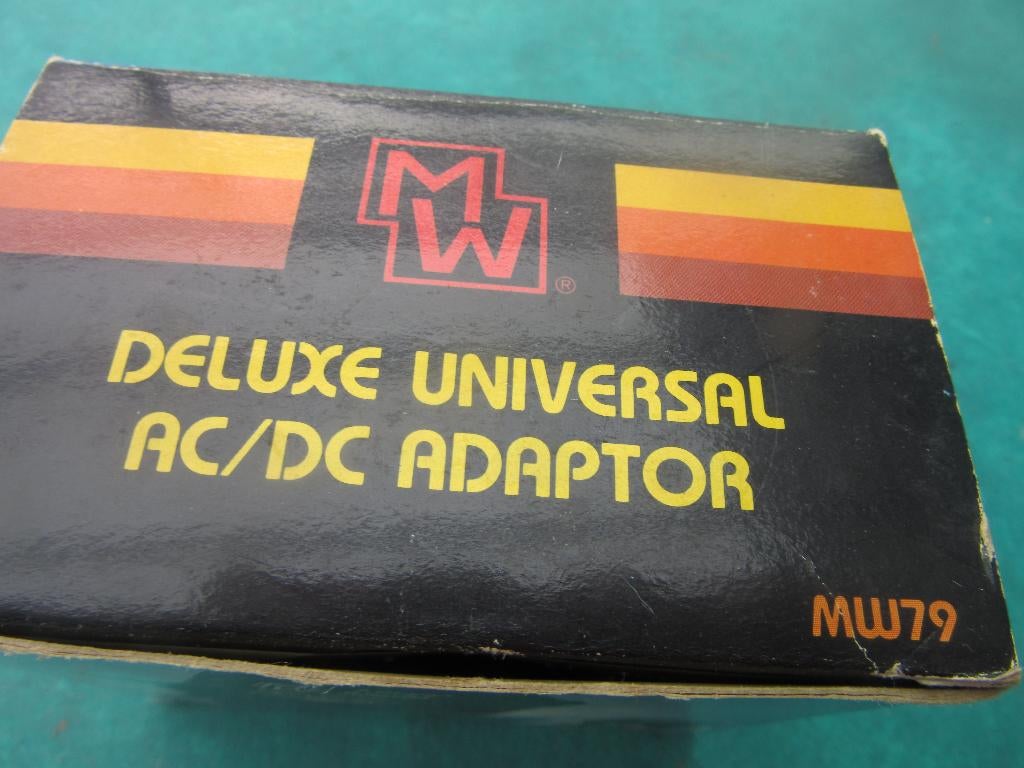 MW®
DELUXE UNIVERSAL
AC/DC ADAPTOR
MW79